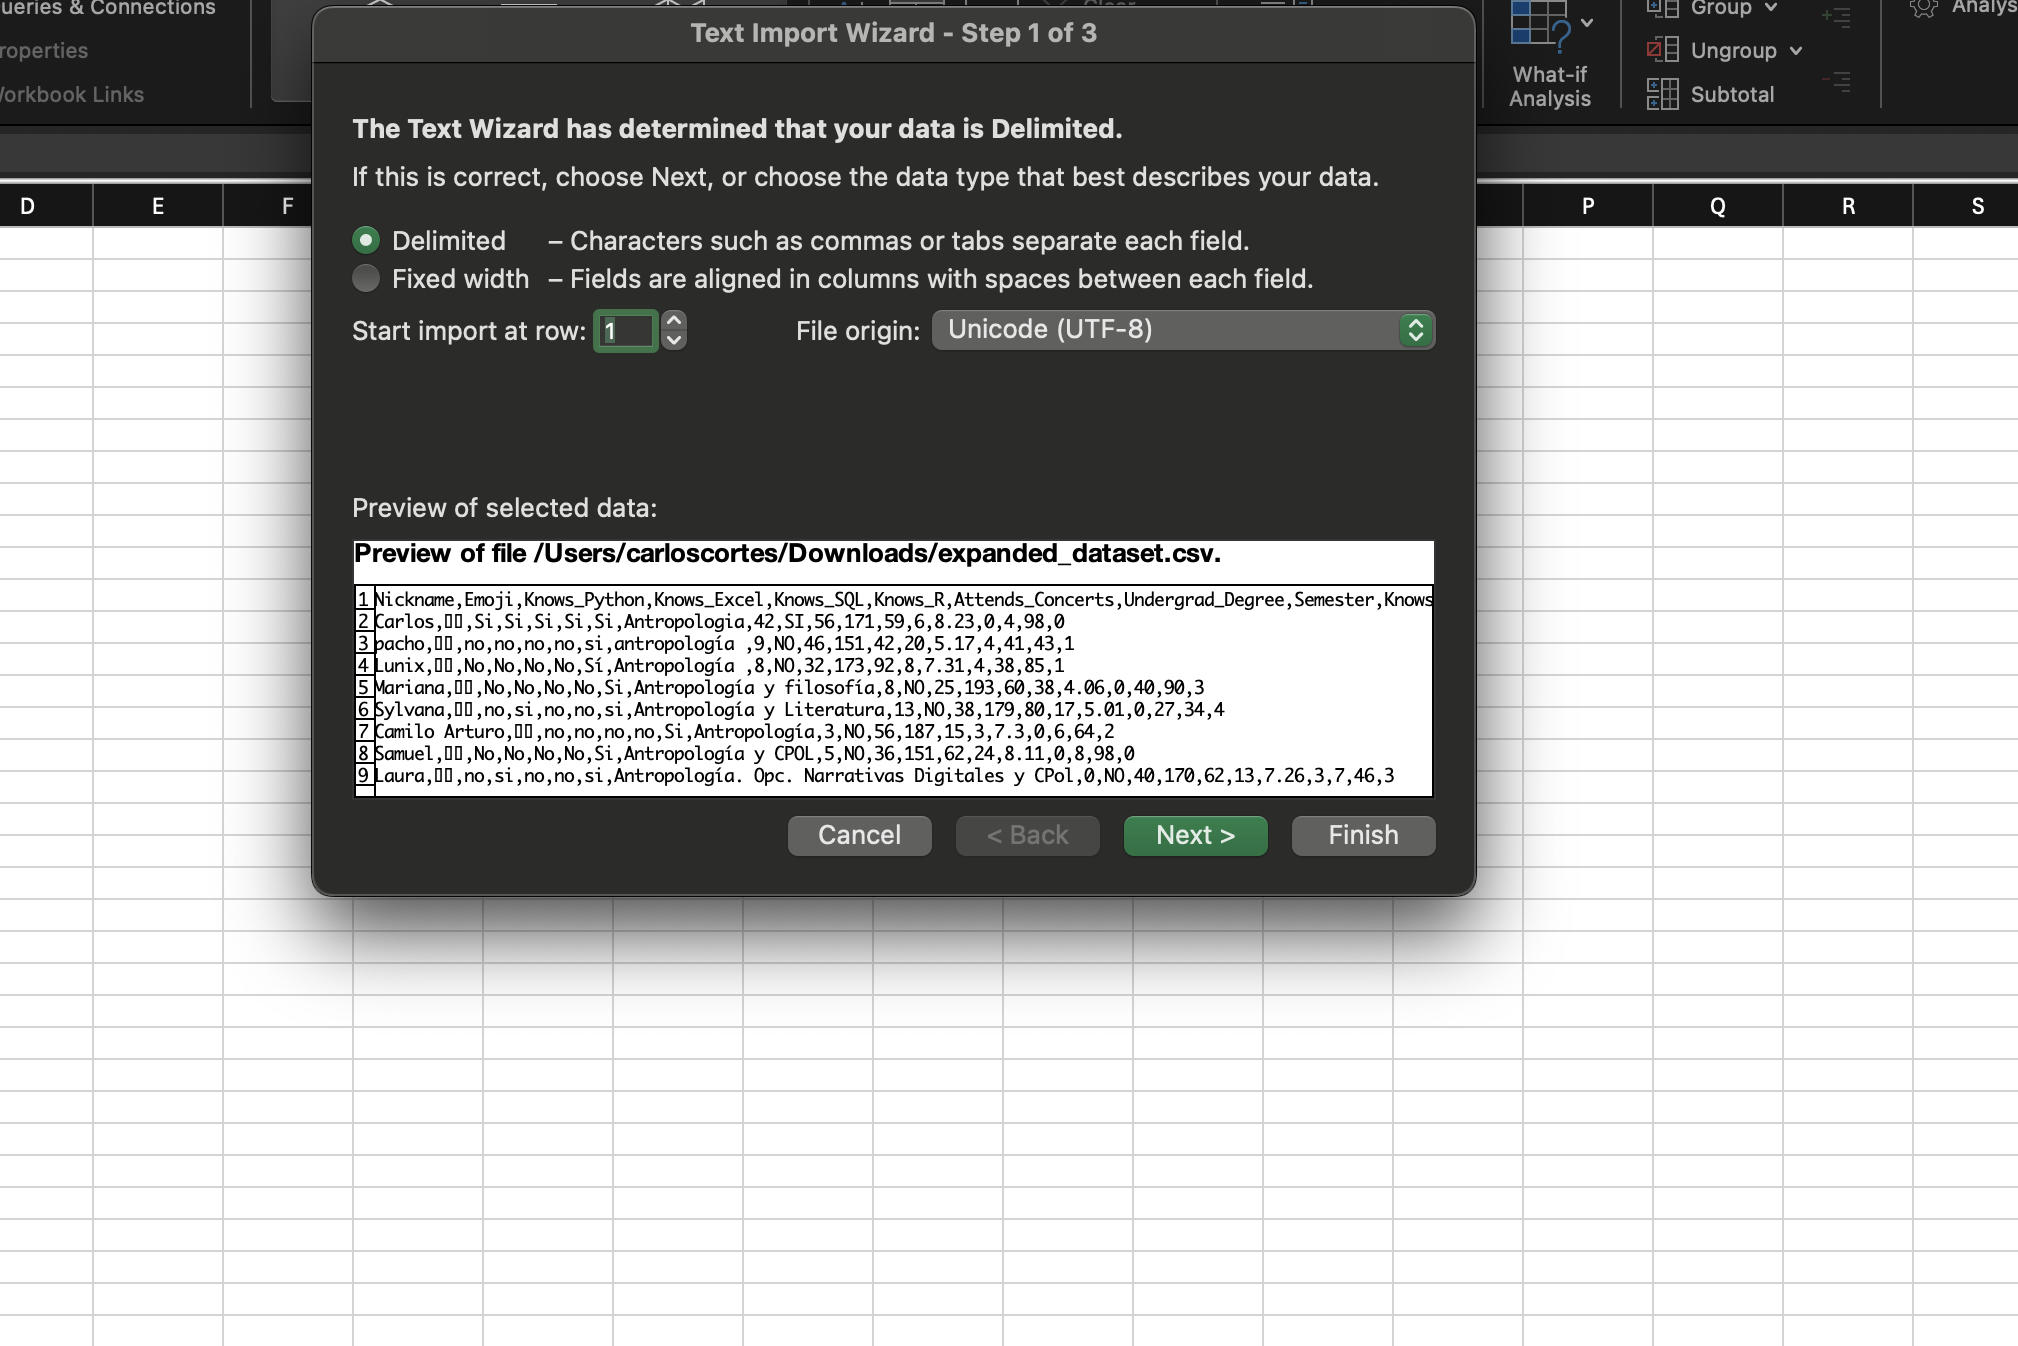 ueries & Connections
roperties
orkbook Links
Clear
What-if
Analysis
Group
Ungroup
Subtotal
Analys
D E F P Q R S
Text Import Wizard - Step 1 of 3
The Text Wizard has determined that your data is Delimited.
If this is correct, choose Next, or choose the data type that best describes your data.
Delimited – Characters such as commas or tabs separate each field.
Fixed width – Fields are aligned in columns with spaces between each field.
Start import at row: 1 File origin: Unicode (UTF-8)
Preview of selected data:
Preview of file /Users/carloscortes/Downloads/expanded_dataset.csv.
1 Nickname,Emoji,Knows_Python,Knows_Excel,Knows_SQL,Knows_R,Attends_Concerts,Undergrad_Degree,Semester,Knows
2 Carlos,▯▯,Si,Si,Si,Si,Si,Antropologia,42,SI,56,171,59,6,8.23,0,4,98,0
3 pacho,▯▯,no,no,no,no,si,antropología ,9,NO,46,151,42,20,5.17,4,41,43,1
4 Lunix,▯▯,No,No,No,No,Sí,Antropología ,8,NO,32,173,92,8,7.31,4,38,85,1
5 Mariana,▯▯,No,No,No,No,Si,Antropología y filosofía,8,NO,25,193,60,38,4.06,0,40,90,3
6 Sylvana,▯▯,no,si,no,no,si,Antropología y Literatura,13,NO,38,179,80,17,5.01,0,27,34,4
7 Camilo Arturo,▯▯,no,no,no,no,Si,Antropología,3,NO,56,187,15,3,7.3,0,6,64,2
8 Samuel,▯▯,No,No,No,No,Si,Antropología y CPOL,5,NO,36,151,62,24,8.11,0,8,98,0
9 Laura,▯▯,no,si,no,no,si,Antropología. Opc. Narrativas Digitales y CPol,0,NO,40,170,62,13,7.26,3,7,46,3
Cancel < Back Next > Finish